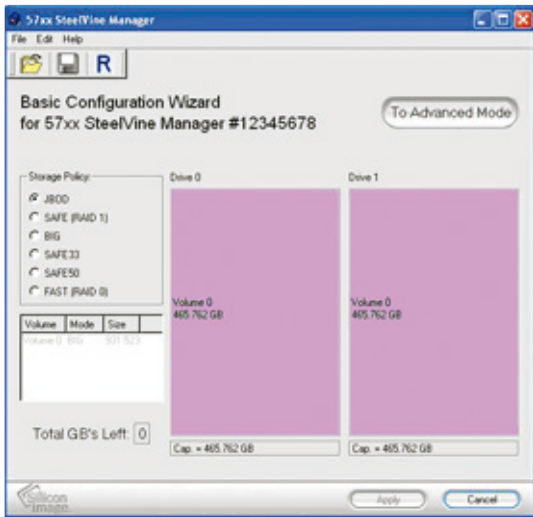 57xx SteelVine Manager
File Edit Help
R
Basic Configuration Wizard
for 57xx SteelVine Manager #12345678
To Advanced Mode
Storage Policy:
JBOD
SAFE (RAID 1)
BIG
SAFE33
SAFE50
FAST (RAID 0)
Drive 0
Volume 0
465.762 GB
Cap. = 465.762 GB
Drive 1
Volume 0
465.762 GB
Cap. = 465.762 GB
Volume Mode Size
Volume 0 BIG 931.523
Total GB's Left: 0
Silicon Image
Apply
Cancel